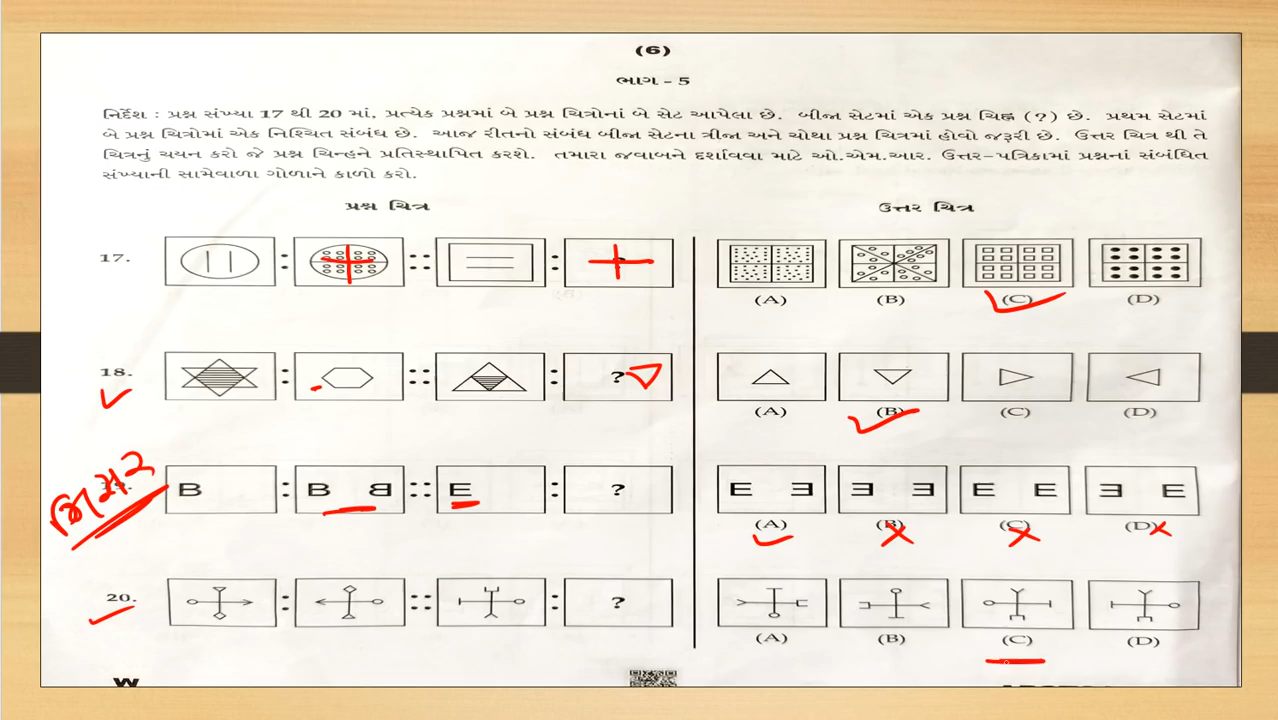 (6)
ભાગ - 5
નિર્દેશ : પ્રશ્ન સંખ્યા 17 થી 20 માં, પ્રત્યેક પ્રશ્નમાં બે પ્રશ્ન ચિત્રોનાં બે સેટ આપેલા છે. બીજા સેટમાં એક પ્રશ્ન ચિહ્ન (?) છે. પ્રથમ સેટમાં
બે પ્રશ્ન ચિત્રોમાં એક નિશ્ચિત સંબંધ છે. આજ રીતનો સંબંધ બીજા સેટના ત્રીજા અને ચોથા પ્રશ્ન ચિત્રમાં હોવો જરૂરી છે. ઉત્તર ચિત્ર થી તે
ચિત્રનું ચયન કરો જે પ્રશ્ન ચિન્હને પ્રતિસ્થાપિત કરશે. તમારા જવાબને દર્શાવવા માટે ઓ.એમ.આર. ઉત્તર-પત્રિકામાં પ્રશ્નનાં સંબંધિત
સંખ્યાની સામેવાળા ગોળાને કાળો કરો.
પ્રશ્ન ચિત્ર ઉત્તર ચિત્ર
17. : :: :
(A) (B) (C) (D)
18. : :: : ?
(A) (B) (C) (D)
B : B B :: E : ? E E E E E E E E
(A) (B) (C) (D)
20. : :: : ?
(A) (B) (C) (D)
W